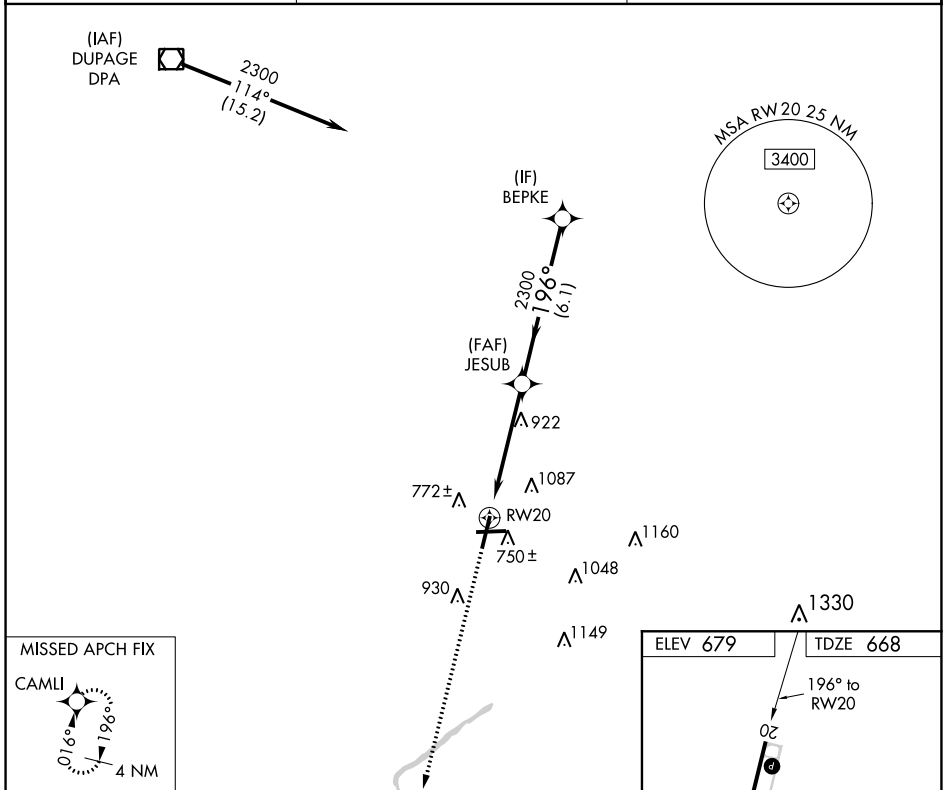 (IAF)
DUPAGE
DPA
2300
114°
(15.2)
MSA RW20 25 NM
3400
(IF)
BEPKE
2300
196°
(6.1)
(FAF)
JESUB
922
1087
772±
RW20
750±
1160
1048
930
1149
1330
MISSED APCH FIX
CAMLI
016°
196°
4 NM
ELEV 679
TDZE 668
196° to
RW20
20
P